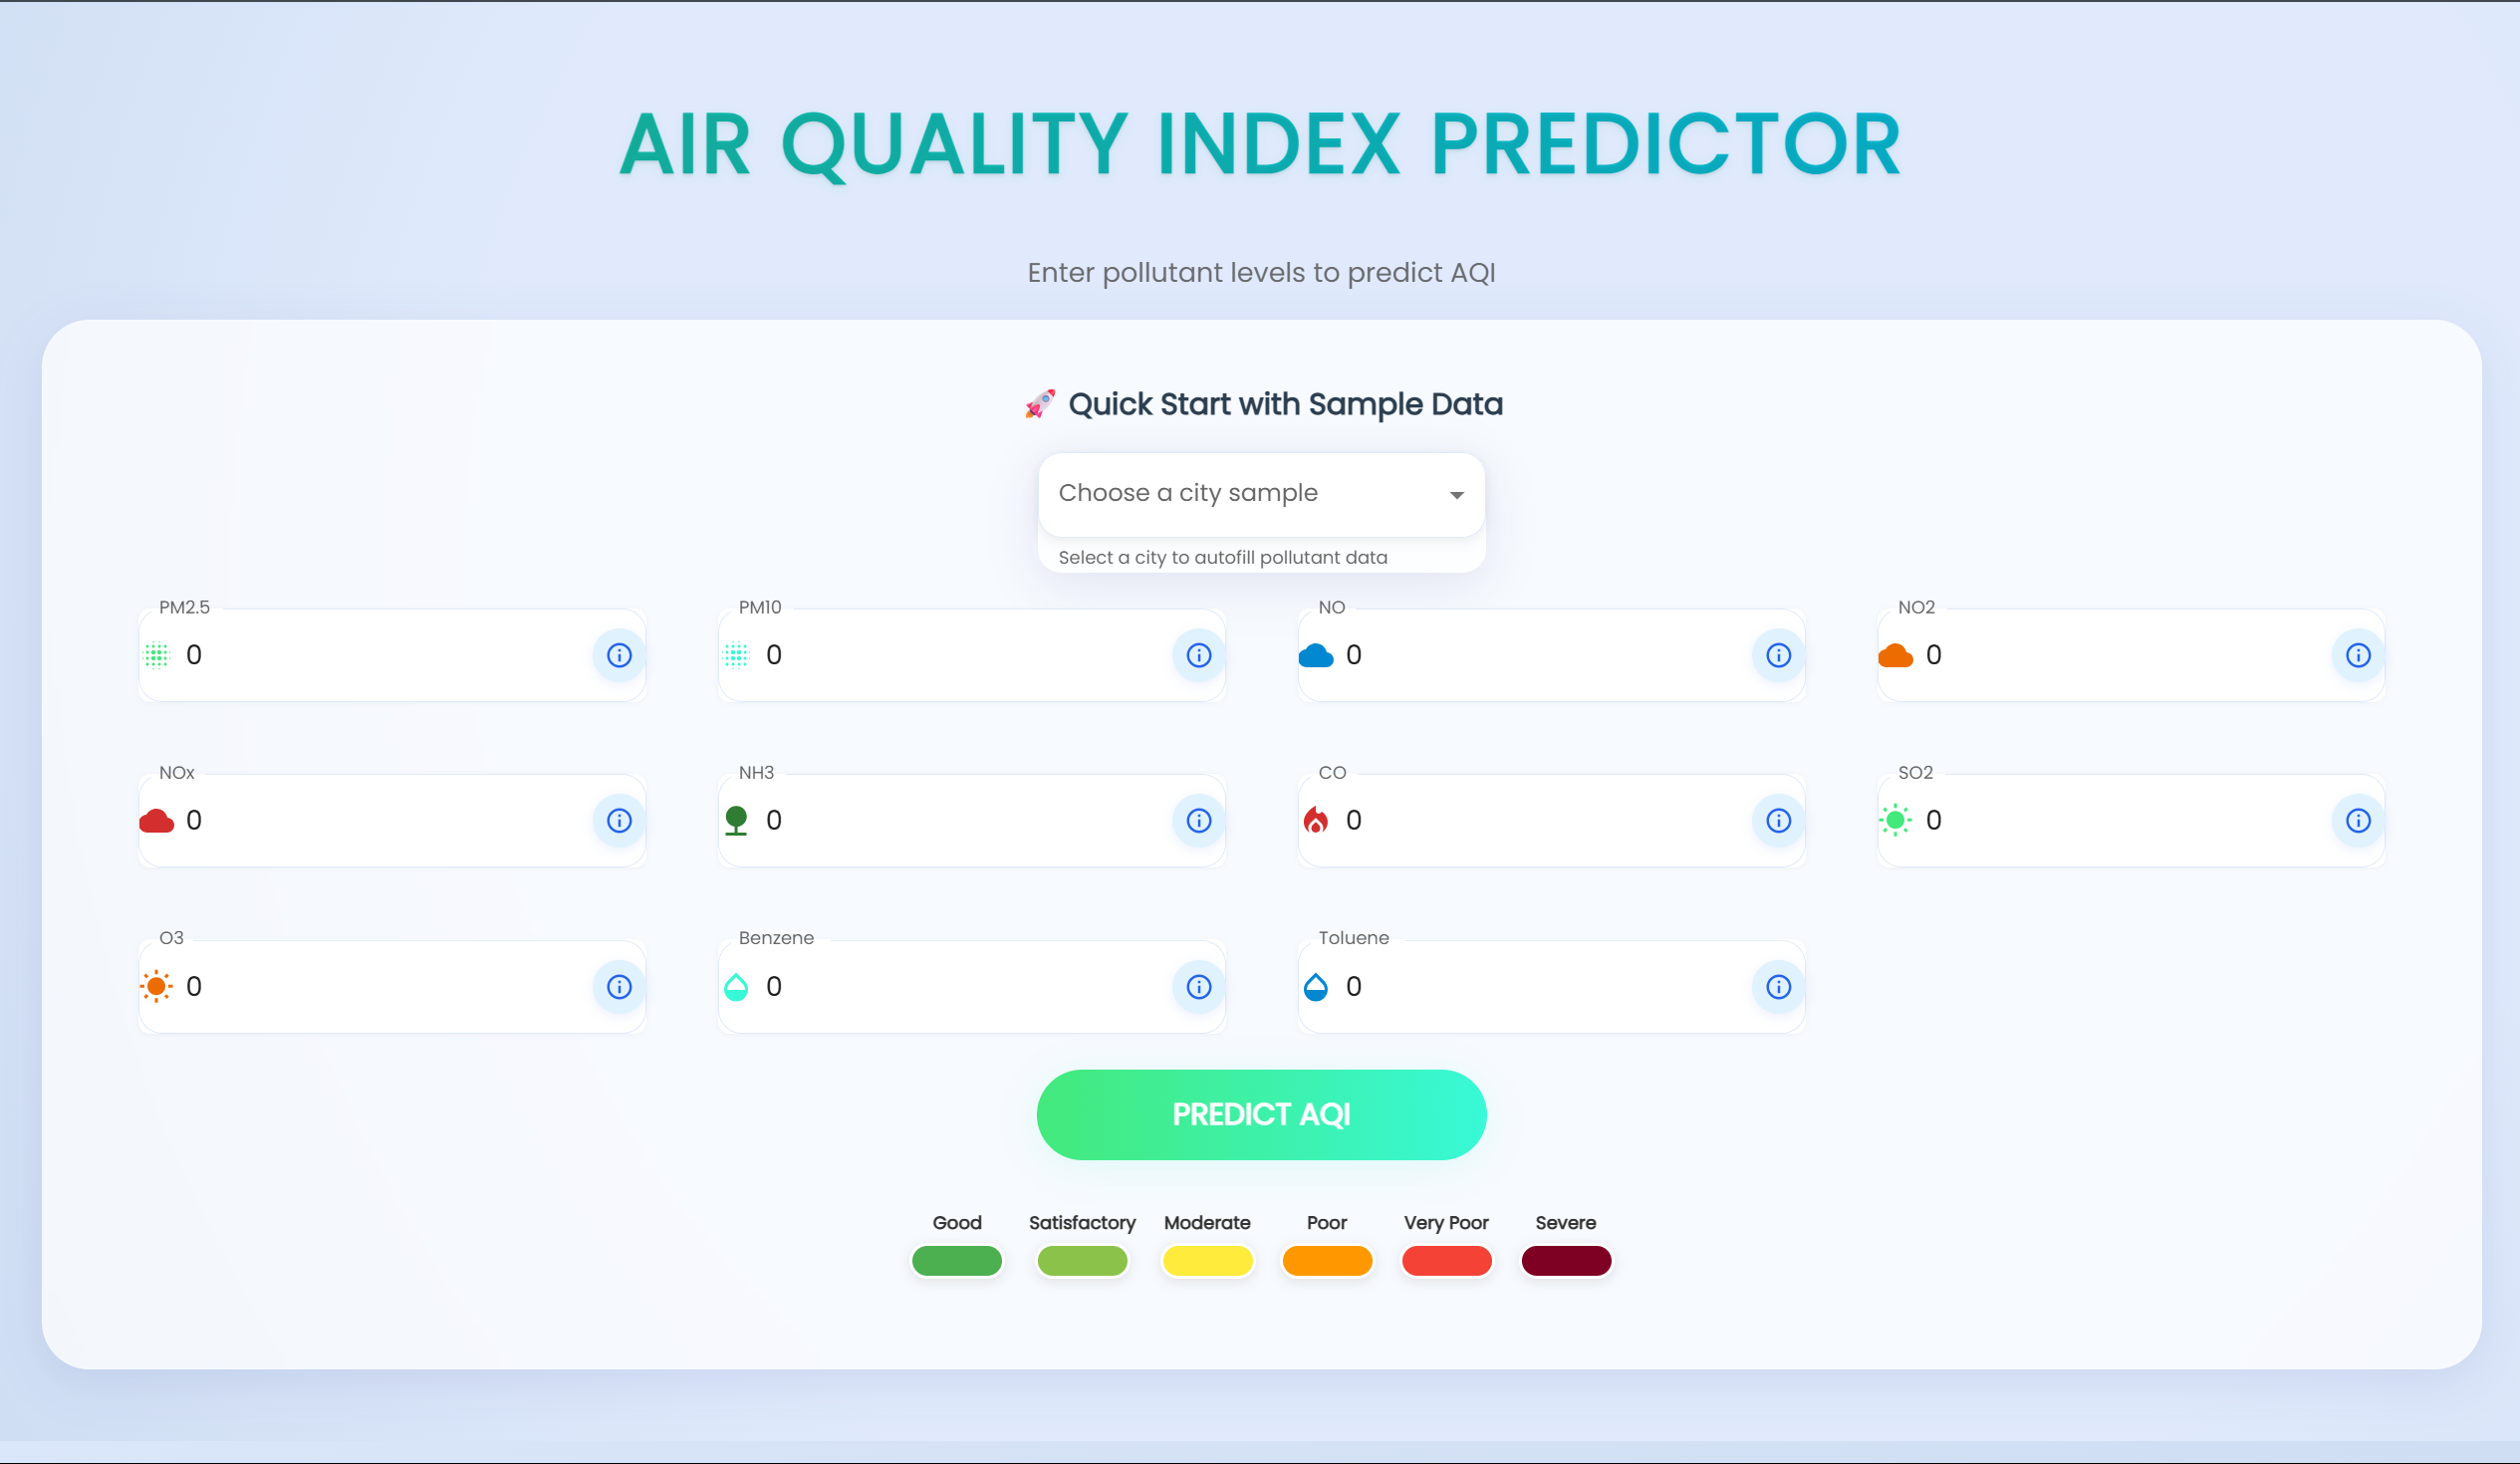 AIR QUALITY INDEX PREDICTOR
Enter pollutant levels to predict AQI
🚀 Quick Start with Sample Data
Choose a city sample
Select a city to autofill pollutant data
PM2.5
0
PM10
0
NO
0
NO2
0
NOx
0
NH3
0
CO
0
SO2
0
O3
0
Benzene
0
Toluene
0
PREDICT AQI
Good
Satisfactory
Moderate
Poor
Very Poor
Severe